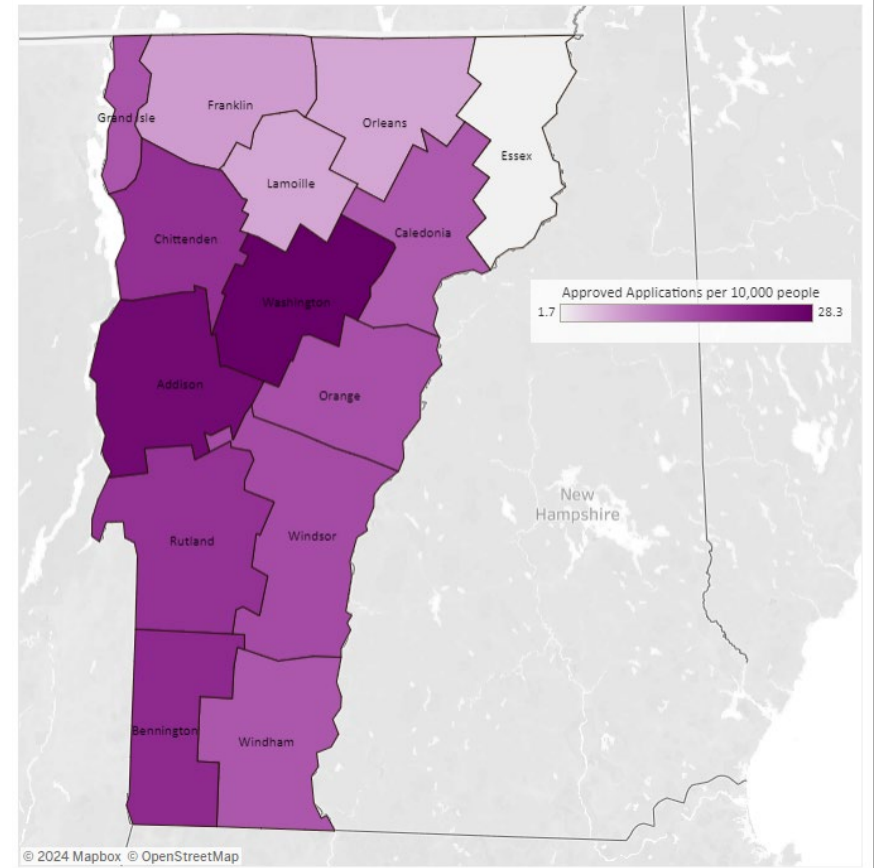 Franklin
Grand Isle
Orleans
Essex
Lamoille
Caledonia
Chittenden
Approved Applications per 10,000 people
1.7 28.3
Washington
Addison
Orange
New
Hampshire
Windsor
Rutland
Bennington
Windham
© 2024 Mapbox © OpenStreetMap